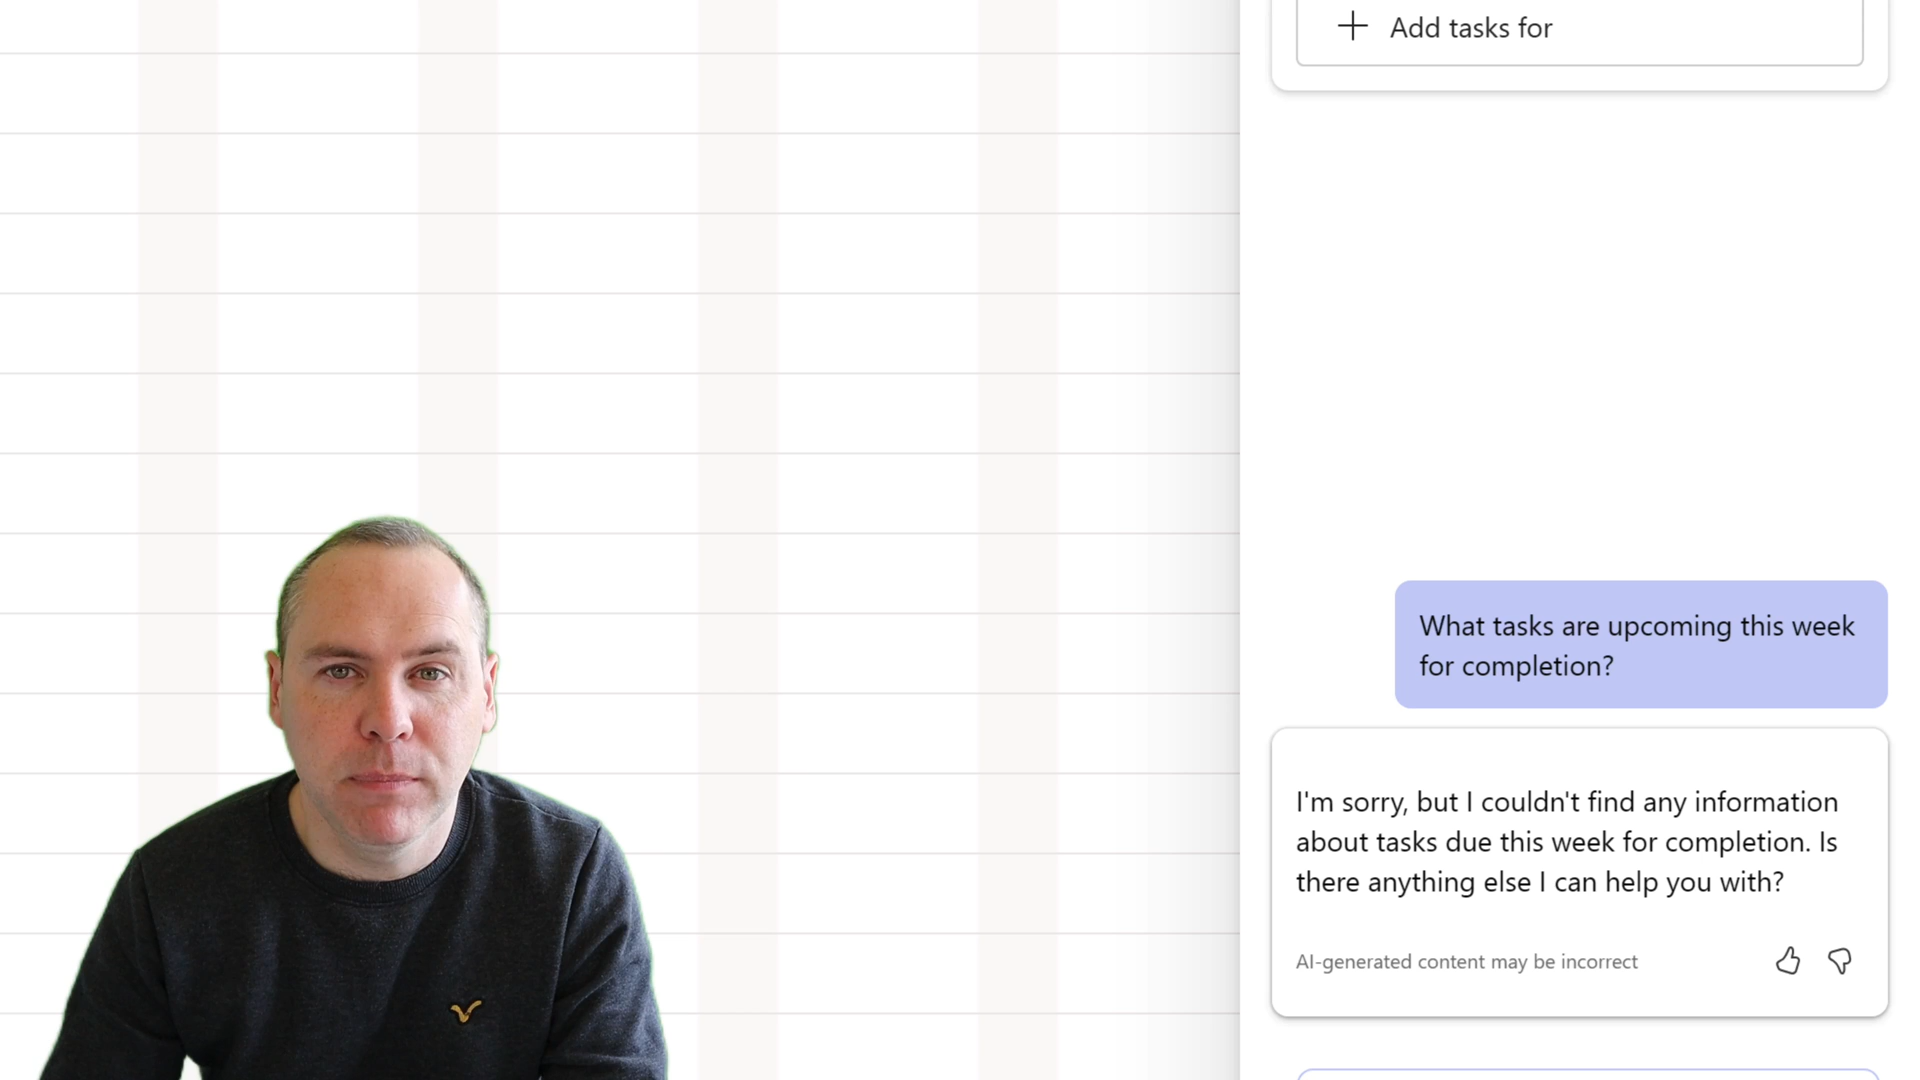 Add tasks for
What tasks are upcoming this week
for completion?
I'm sorry, but I couldn't find any information
about tasks due this week for completion. Is
there anything else I can help you with?
AI-generated content may be incorrect